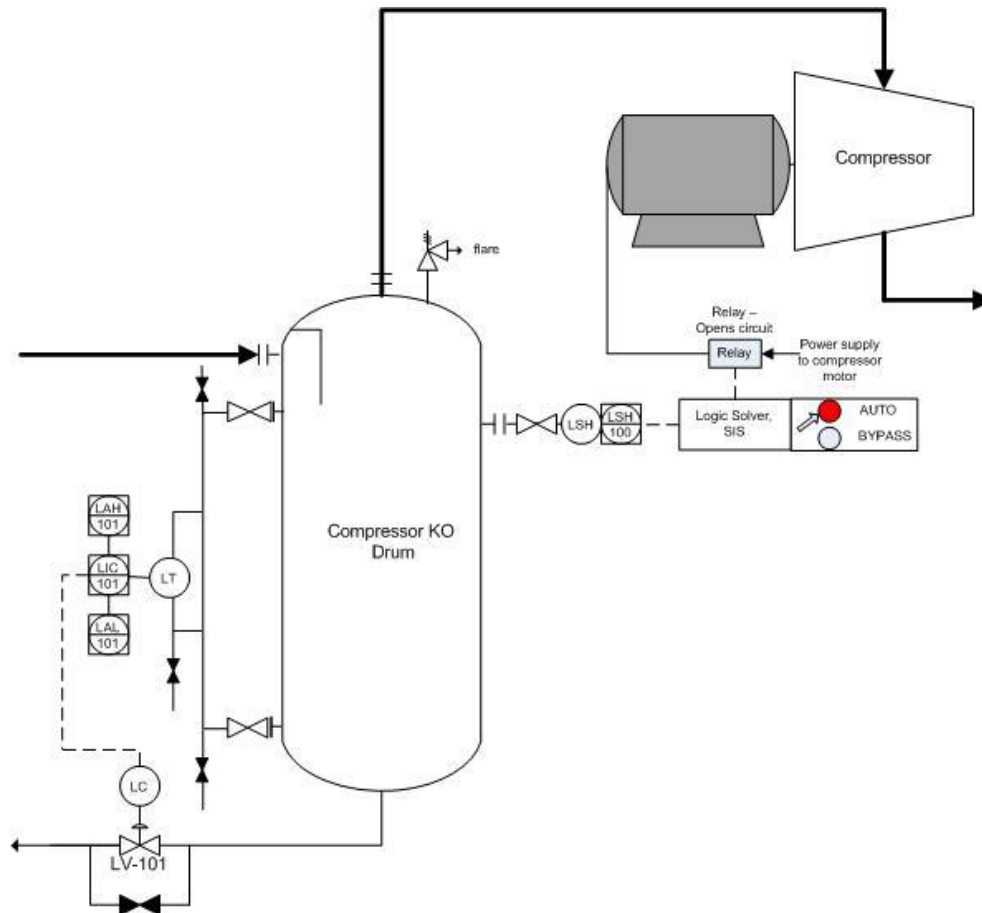 Compressor
flare
Relay –
Opens circuit
Relay
Power supply
to compressor
motor
LSH
LSH
100
Logic Solver,
SIS
AUTO
BYPASS
Compressor KO
Drum
LAH
101
LIC
101
LT
LAL
101
LC
LV-101